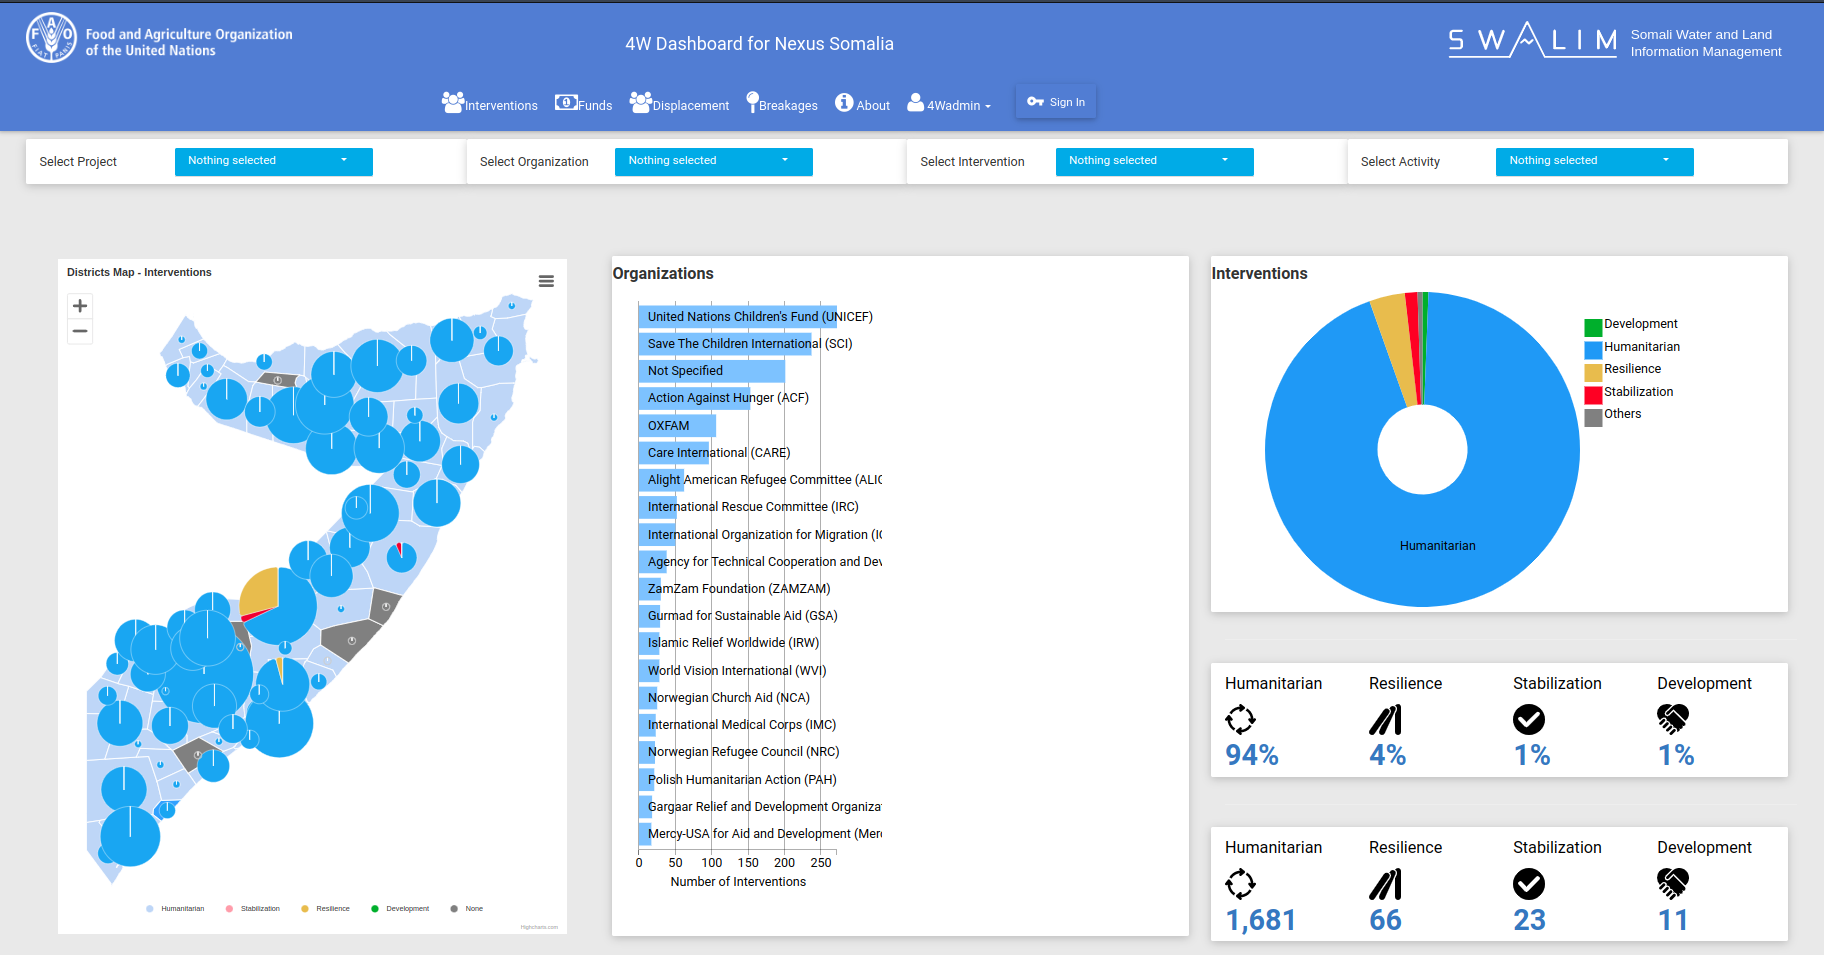 Food and Agriculture Organization
of the United Nations
4W Dashboard for Nexus Somalia
SWALIM
Somali Water and Land
Information Management
Interventions
Funds
Displacement
Breakages
About
4Wadmin
Sign In
Select Project
Nothing selected
Select Organization
Nothing selected
Select Intervention
Nothing selected
Select Activity
Nothing selected
Districts Map - Interventions
+
−
Humanitarian
Stabilization
Resilience
Development
None
Highcharts.com
Organizations
United Nations Children's Fund (UNICEF)
Save The Children International (SCI)
Not Specified
Action Against Hunger (ACF)
OXFAM
Care International (CARE)
Alight American Refugee Committee (ALIG
International Rescue Committee (IRC)
International Organization for Migration (IO
Agency for Technical Cooperation and Dev
ZamZam Foundation (ZAMZAM)
Gurmad for Sustainable Aid (GSA)
Islamic Relief Worldwide (IRW)
World Vision International (WVI)
Norwegian Church Aid (NCA)
International Medical Corps (IMC)
Norwegian Refugee Council (NRC)
Polish Humanitarian Action (PAH)
Gargaar Relief and Development Organiza
Mercy-USA for Aid and Development (Merc
0 50 100 150 200 250
Number of Interventions
Interventions
Humanitarian
Development
Humanitarian
Resilience
Stabilization
Others
Humanitarian Resilience Stabilization Development
94% 4% 1% 1%
Humanitarian Resilience Stabilization Development
1,681 66 23 11